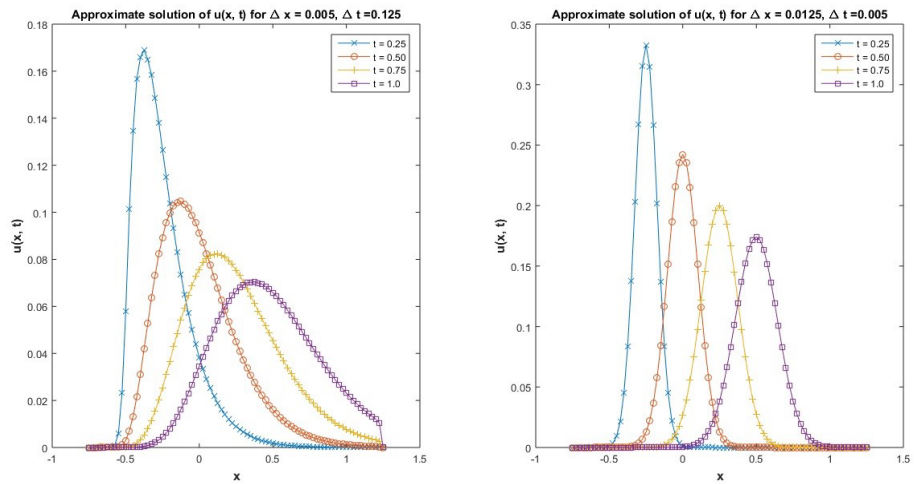 Approximate solution of u(x, t) for Δ x = 0.005, Δ t =0.125
0.18
0.16
0.14
0.12
0.1
0.08
0.06
0.04
0.02
0
u(x, t)
-1
-0.5
0
0.5
1
1.5
x
t = 0.25
t = 0.50
t = 0.75
t = 1.0
Approximate solution of u(x, t) for Δ x = 0.0125, Δ t =0.005
0.35
0.3
0.25
0.2
0.15
0.1
0.05
0
u(x, t)
-1
-0.5
0
0.5
1
1.5
x
t = 0.25
t = 0.50
t = 0.75
t = 1.0